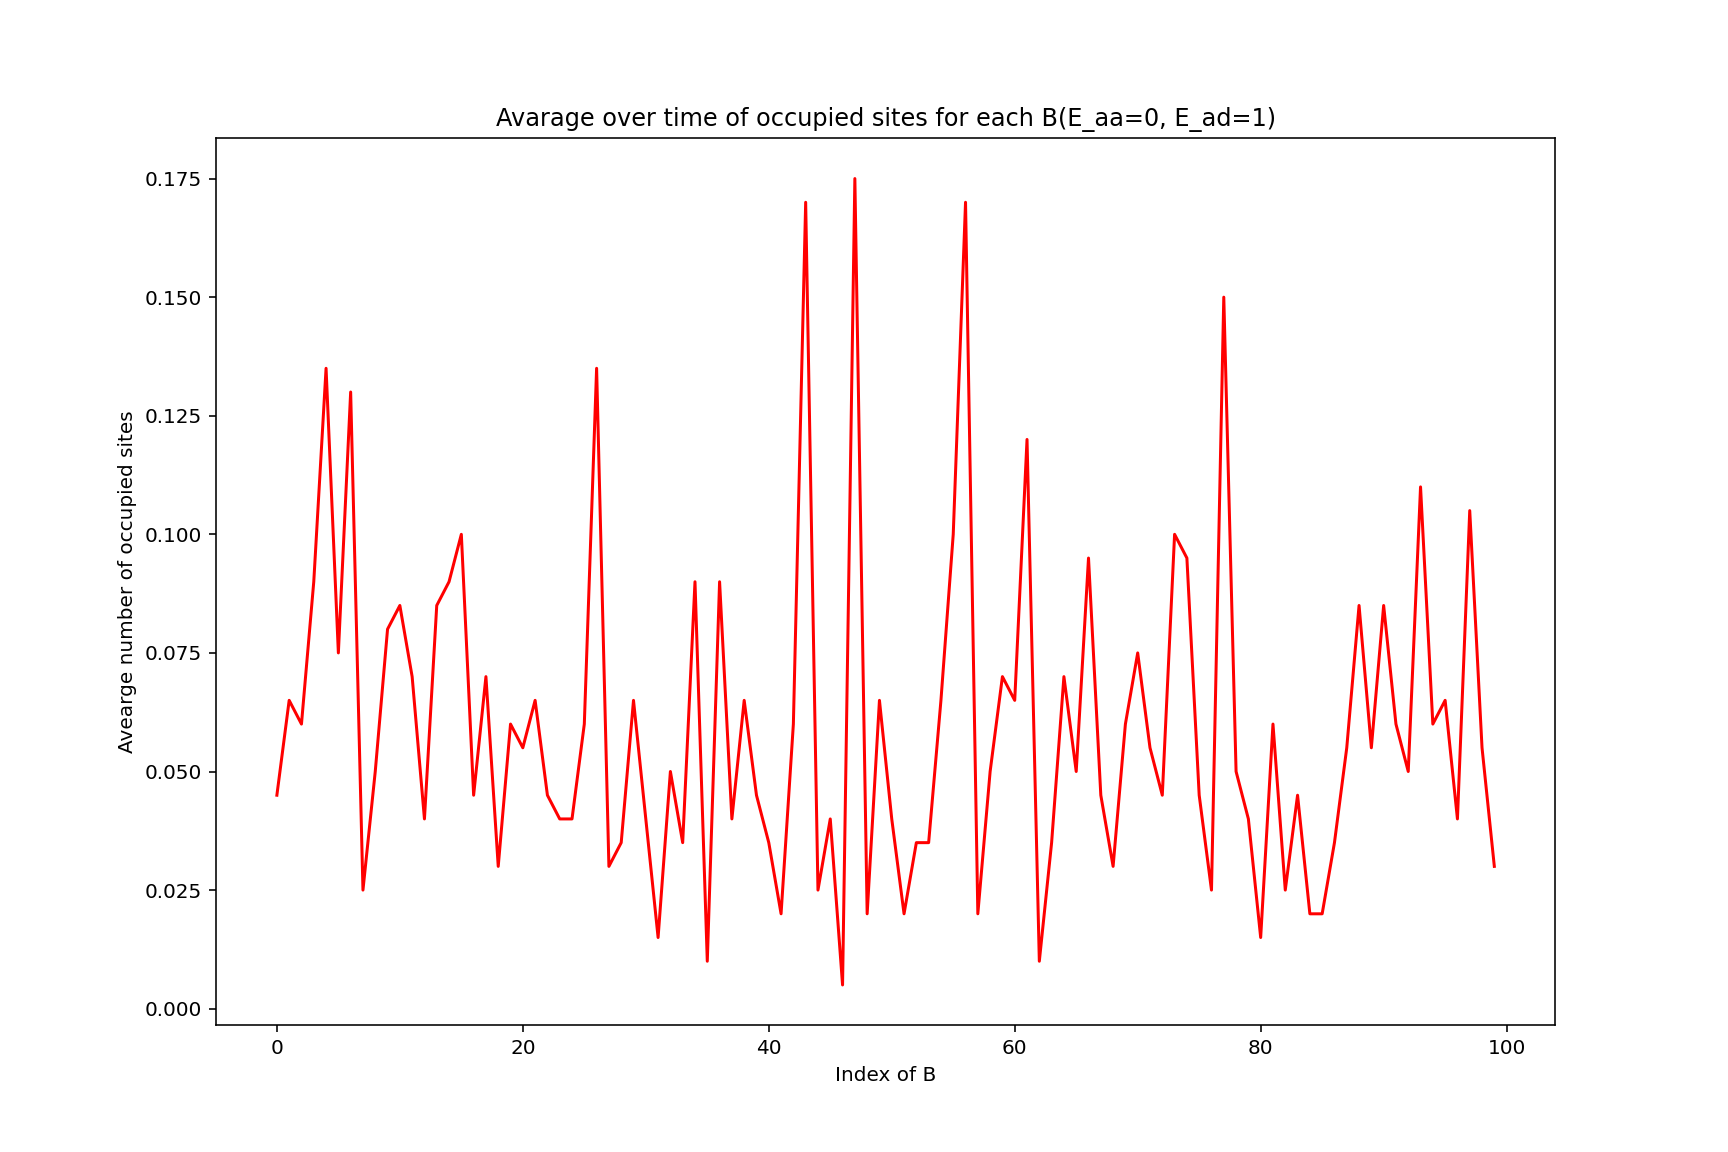 Avarage over time of occupied sites for each B(E_aa=0, E_ad=1)
0.175
0.150
0.125
0.100
0.075
0.050
0.025
0.000
Avearge number of occupied sites
0 20 40 60 80 100
Index of B